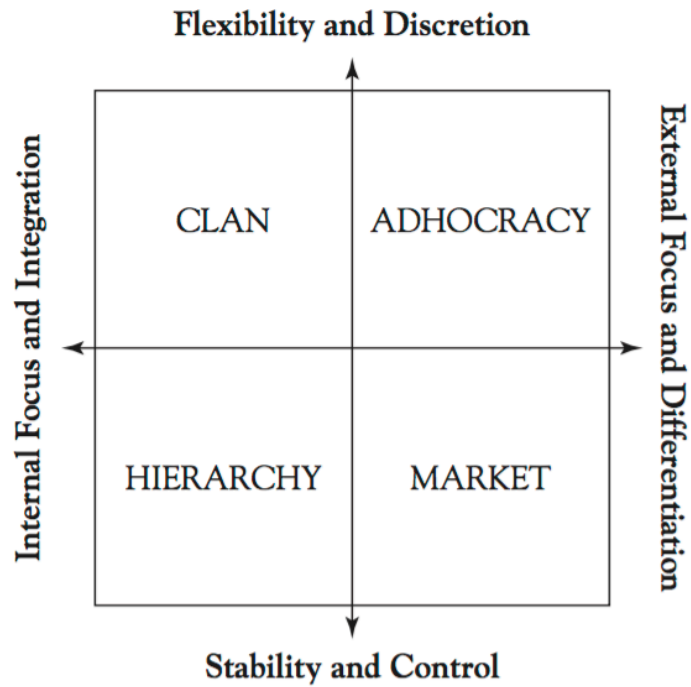 Flexibility and Discretion
Internal Focus and Integration
External Focus and Differentiation
CLAN
ADHOCRACY
HIERARCHY
MARKET
Stability and Control